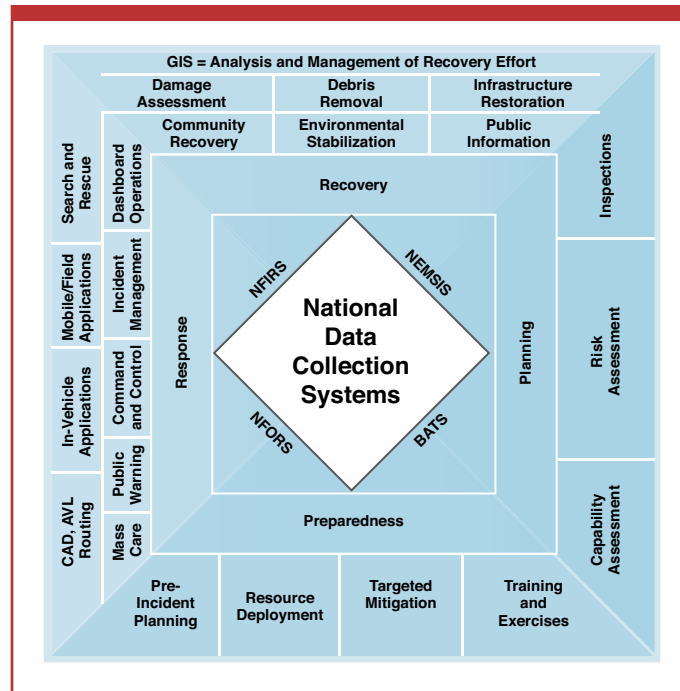 GIS = Analysis and Management of Recovery Effort
Damage
Assessment
Debris
Removal
Infrastructure
Restoration
Community
Recovery
Environmental
Stabilization
Public
Information
Search and
Rescue
Mobile/Field
Applications
In-Vehicle
Applications
CAD, AVL
Routing
Dashboard
Operations
Incident
Management
Command
and Control
Public
Warning
Mass
Care
Recovery
Response
NFIRS
NEMSIS
National
Data
Collection
Systems
NFORS
BATS
Planning
Preparedness
Inspections
Risk
Assessment
Capability
Assessment
Pre-
Incident
Planning
Resource
Deployment
Targeted
Mitigation
Training
and
Exercises